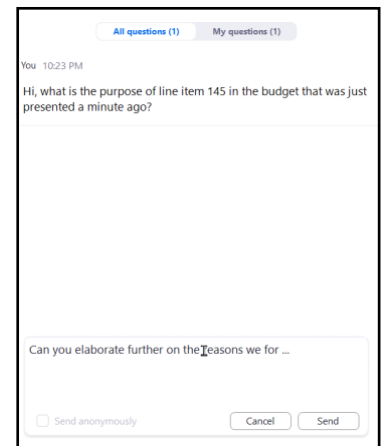 All questions (1) My questions (1)
You 10:23 PM
Hi, what is the purpose of line item 145 in the budget that was just
presented a minute ago?
Can you elaborate further on the reasons we for ...
Send anonymously Cancel Send